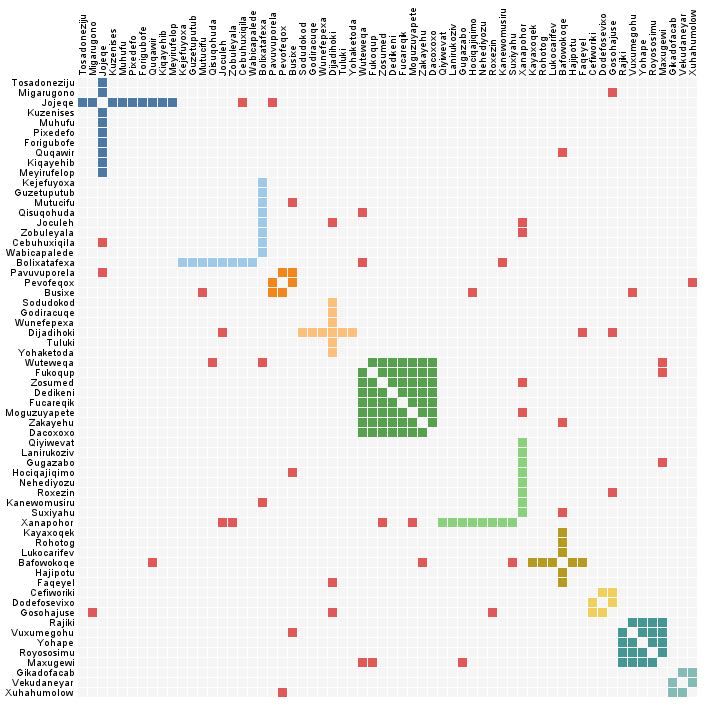 Tosadoneziju
Migarugono
Jojeqe
Kuzenises
Muhufu
Pixedefo
Forigubofe
Quqawir
Kiqayehib
Meyirufelop
Kejefuyoxa
Guzetuputub
Mutucifu
Qisuqohuda
Joculeh
Zobuleyala
Cebuhuxiqila
Wabicapalede
Bolixatafexa
Pavuvuporela
Pevofeqox
Busixe
Sodudokod
Godiracuqe
Wunefepexa
Dijadihoki
Tuluki
Yohaketoda
Wuteweqa
Fukoqup
Zosumed
Dedikeni
Fucareqik
Moguzuyapete
Zakayehu
Dacoxoxo
Qiyiwevat
Lanirukoziv
Gugazabo
Hociqajiqimo
Nehediyozu
Roxezin
Kanewomusiru
Suxiyahu
Xanapohor
Kayaxoqek
Rohotog
Lukocarifev
Bafowokoqe
Hajipotu
Faqeyel
Cefiworiki
Dodefosevixo
Gosohajuse
Rajiki
Vuxumegohu
Yohape
Royososimu
Maxugewi
Gikadofacab
Vekudaneyar
Xuhahumolow
Tosadoneziju
Migarugono
Jojeqe
Kuzenises
Muhufu
Pixedefo
Forigubofe
Quqawir
Kiqayehib
Meyirufelop
Kejefuyoxa
Guzetuputub
Mutucifu
Qisuqohuda
Joculeh
Zobuleyala
Cebuhuxiqila
Wabicapalede
Bolixatafexa
Pavuvuporela
Pevofeqox
Busixe
Sodudokod
Godiracuqe
Wunefepexa
Dijadihoki
Tuluki
Yohaketoda
Wuteweqa
Fukoqup
Zosumed
Dedikeni
Fucareqik
Moguzuyapete
Zakayehu
Dacoxoxo
Qiyiwevat
Lanirukoziv
Gugazabo
Hociqajiqimo
Nehediyozu
Roxezin
Kanewomusiru
Suxiyahu
Xanapohor
Kayaxoqek
Rohotog
Lukocarifev
Bafowokoqe
Hajipotu
Faqeyel
Cefiworiki
Dodefosevixo
Gosohajuse
Rajiki
Vuxumegohu
Yohape
Royososimu
Maxugewi
Gikadofacab
Vekudaneyar
Xuhahumolow